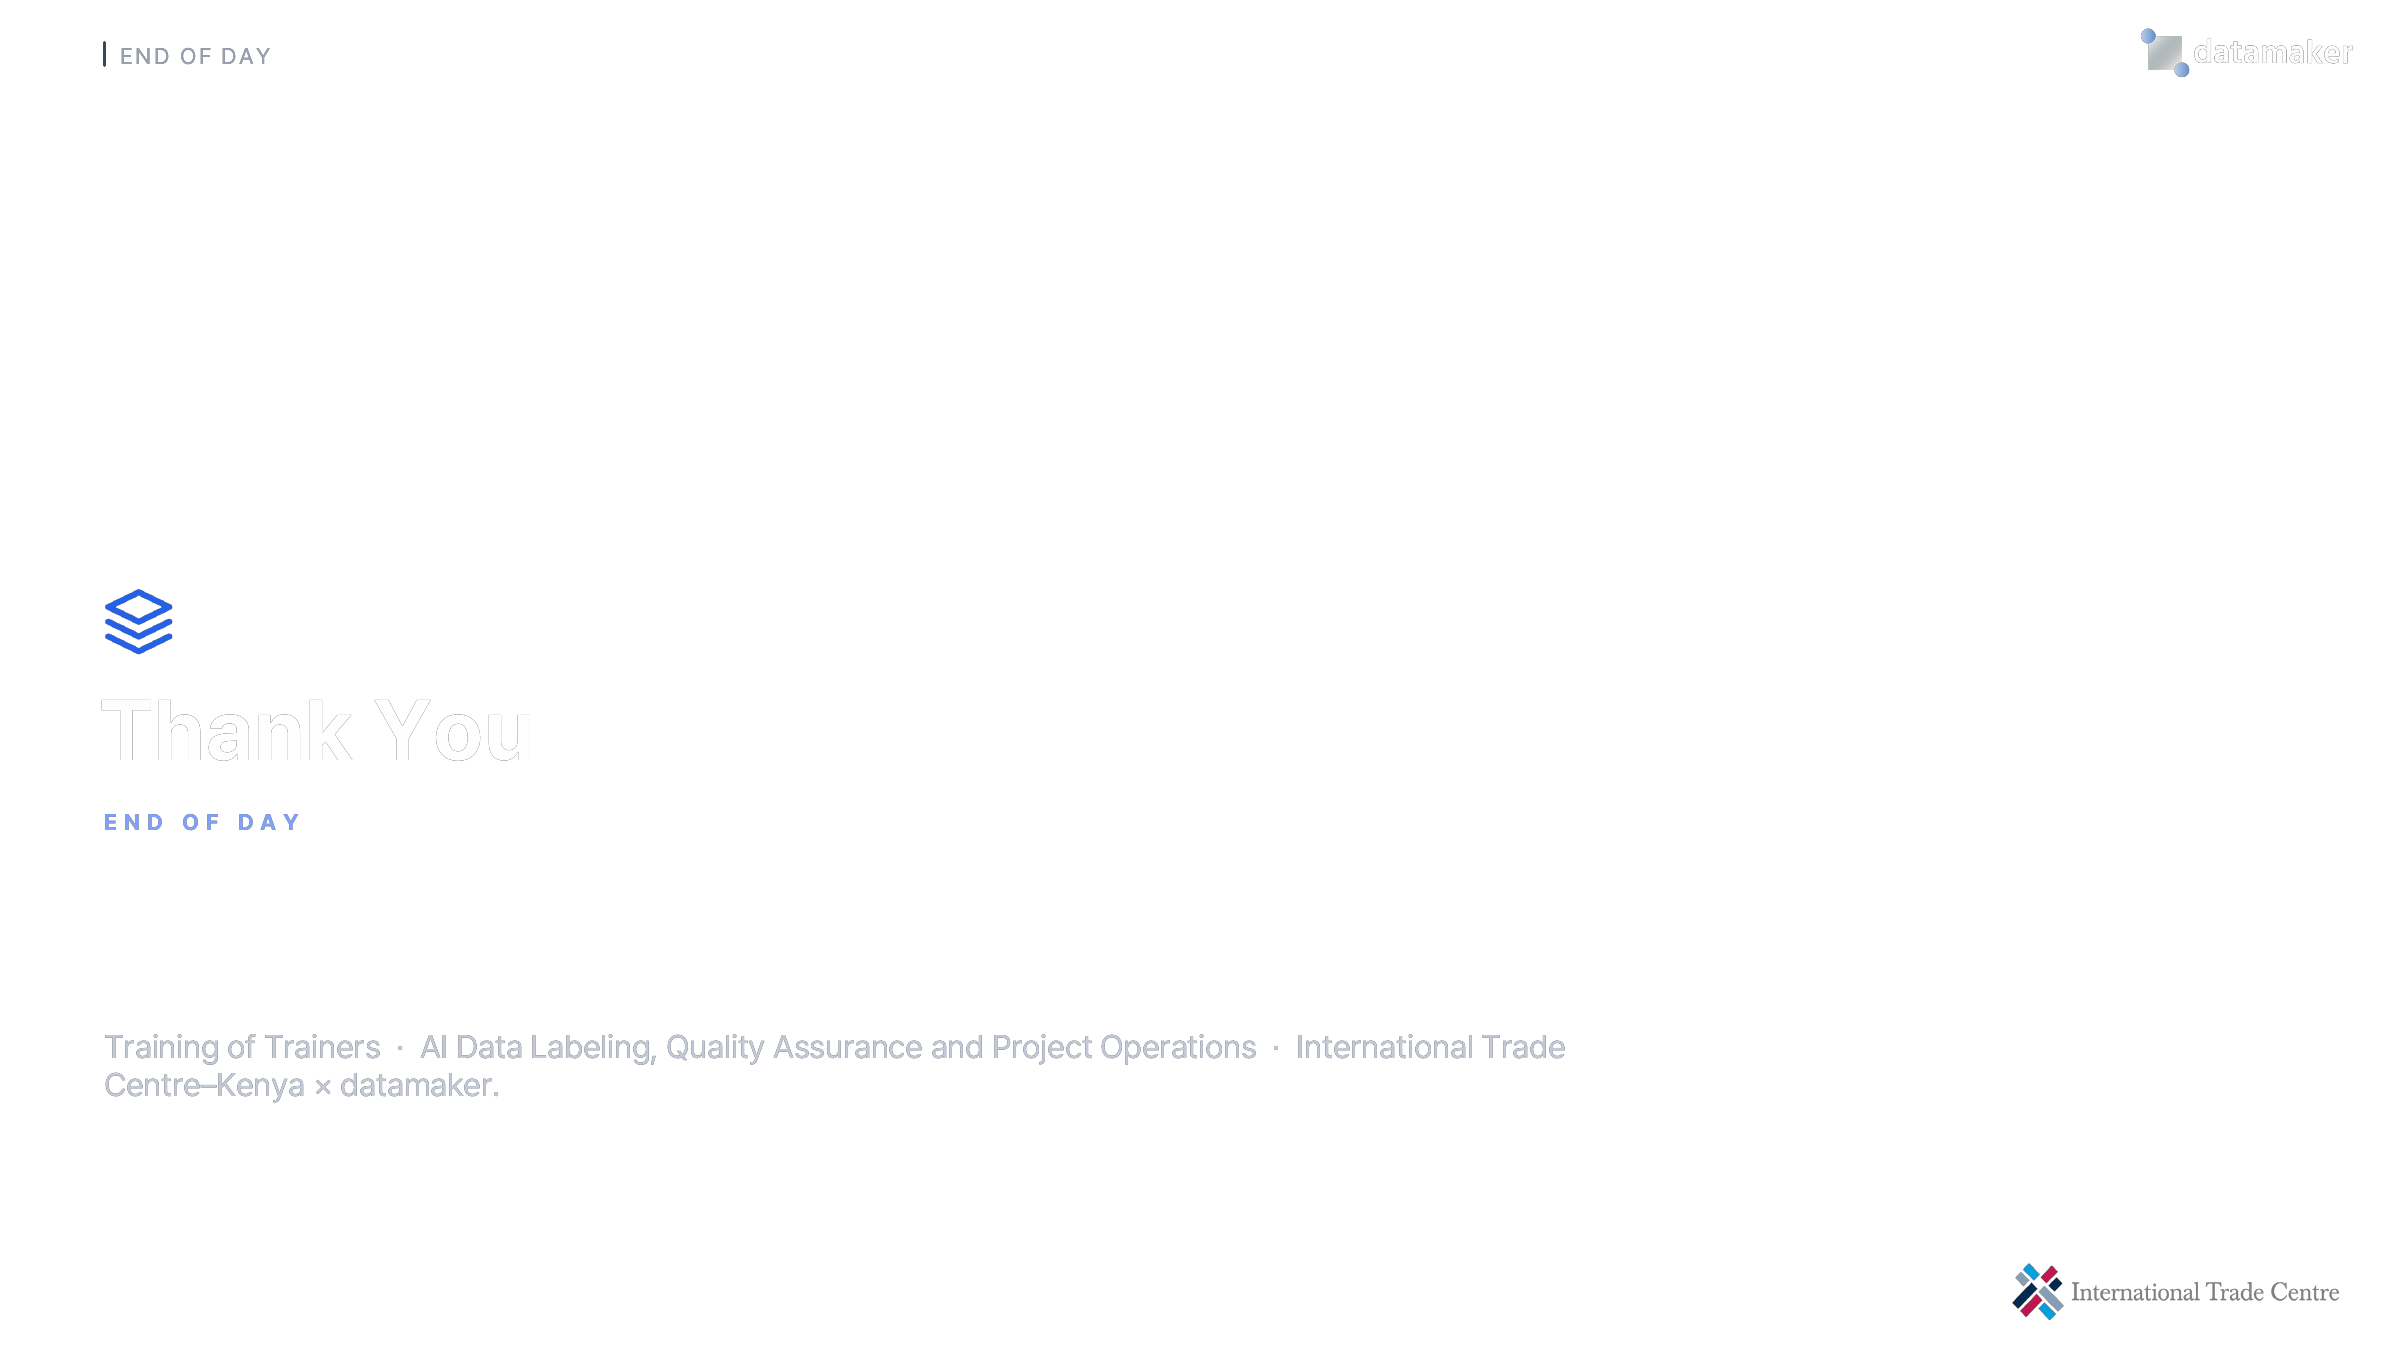 END OF DAY
datamaker
Thank You
END OF DAY
Training of Trainers · AI Data Labeling, Quality Assurance and Project Operations · International Trade
Centre–Kenya × datamaker.
International Trade Centre